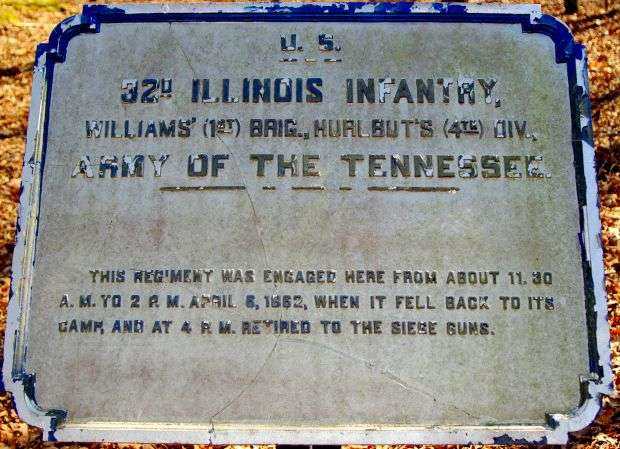 U. S.
32D ILLINOIS INFANTRY,
WILLIAMS' (1ST) BRIG., HURLBUT'S (4TH) DIV.,
ARMY OF THE TENNESSEE.
THIS REGIMENT WAS ENGAGED HERE FROM ABOUT 11.30
A. M. TO 2 P. M. APRIL 6, 1862, WHEN IT FELL BACK TO ITS
CAMP, AND AT 4 P. M. RETIRED TO THE SIEGE GUNS.